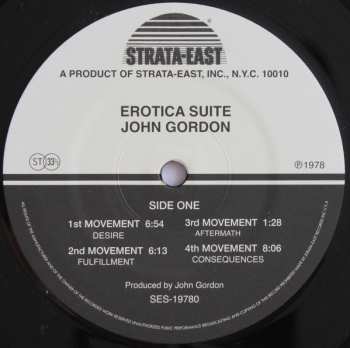 STRATA-EAST
A PRODUCT OF STRATA-EAST, INC., N.Y.C. 10010
EROTICA SUITE
JOHN GORDON
ST 33⅓
℗ 1978
SIDE ONE
1st MOVEMENT 6:54
DESIRE
2nd MOVEMENT 6:13
FULFILLMENT
3rd MOVEMENT 1:28
AFTERMATH
4th MOVEMENT 8:06
CONSEQUENCES
Produced by John Gordon
SES-19780